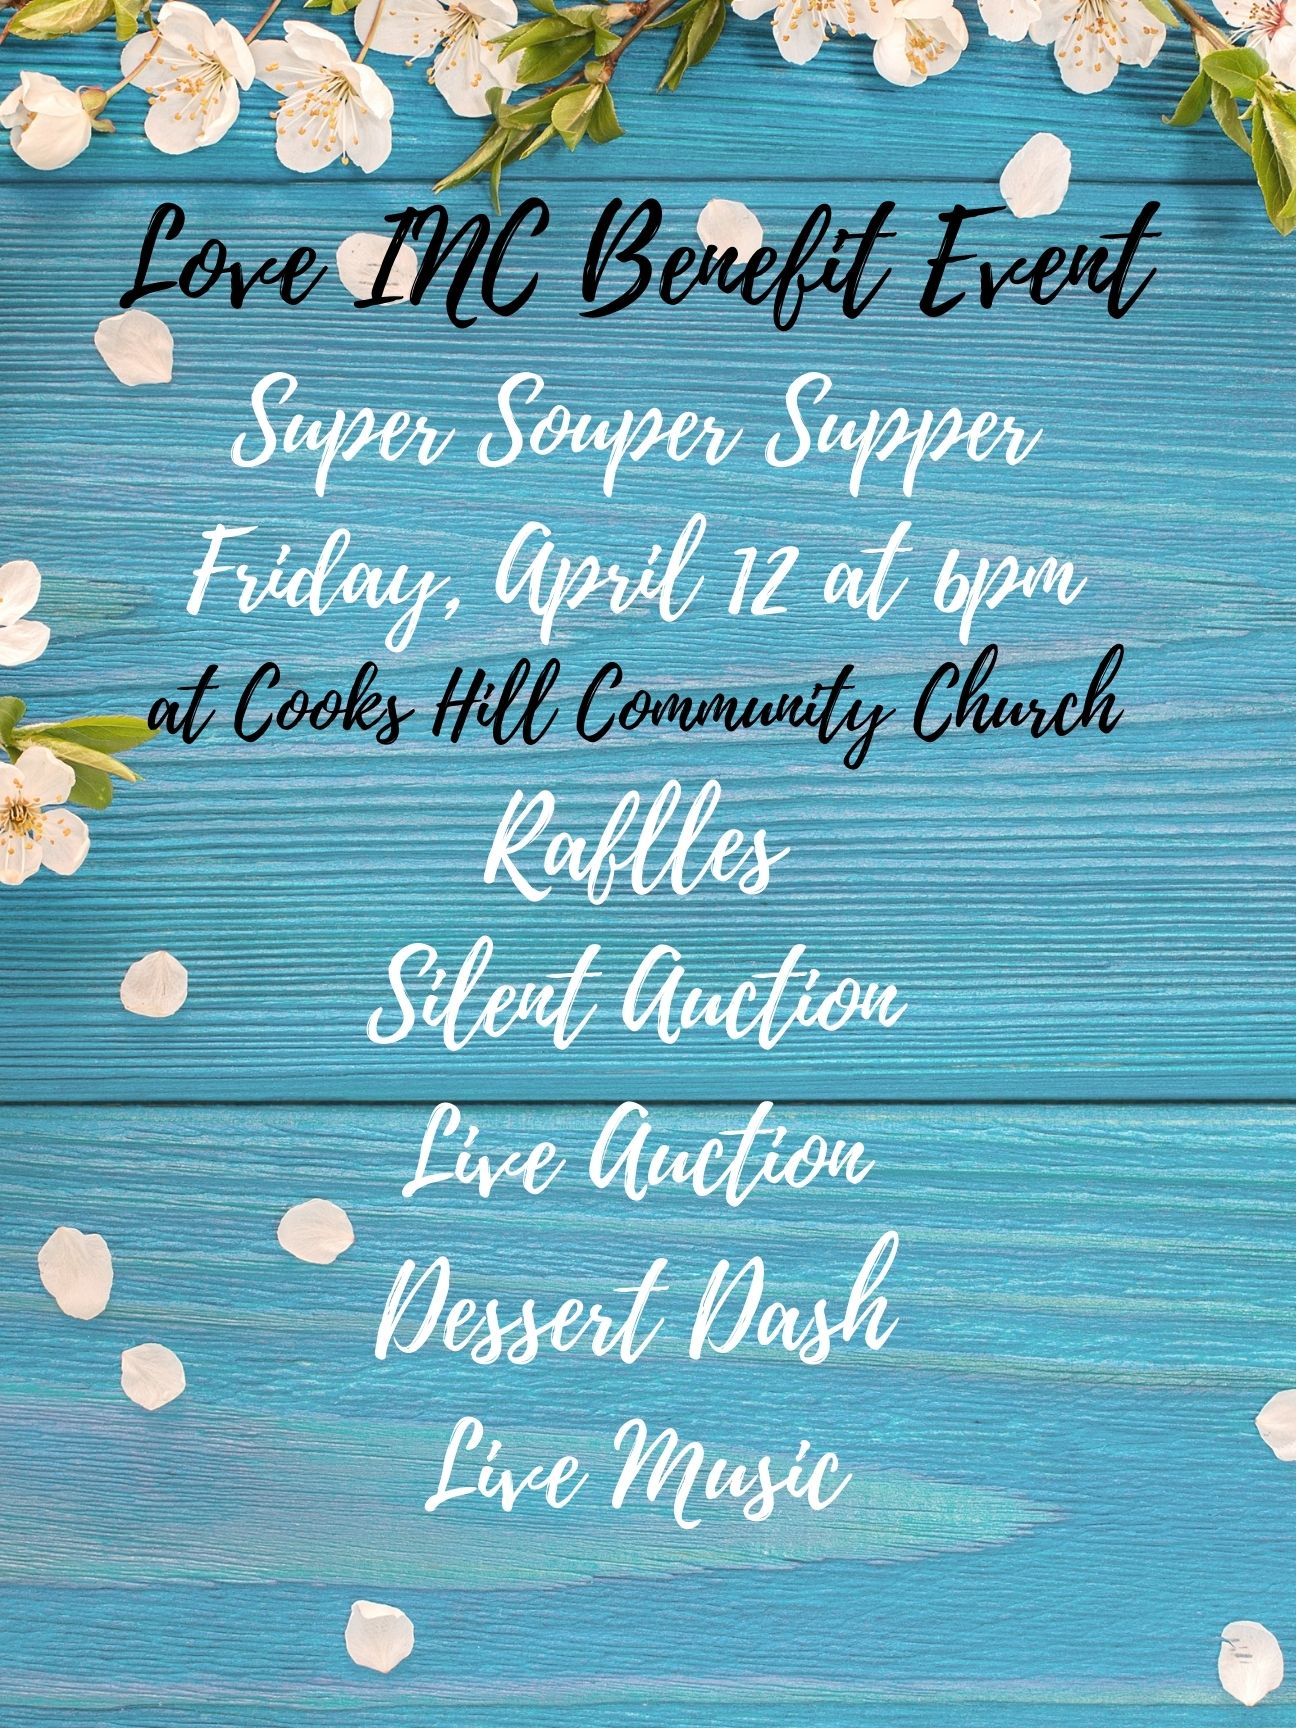 Love INC Benefit Event
Super Souper Supper
Friday, April 12 at 6pm
at Cooks Hill Community Church
Raflles
Silent Auction
Live Auction
Dessert Dash
Live Music